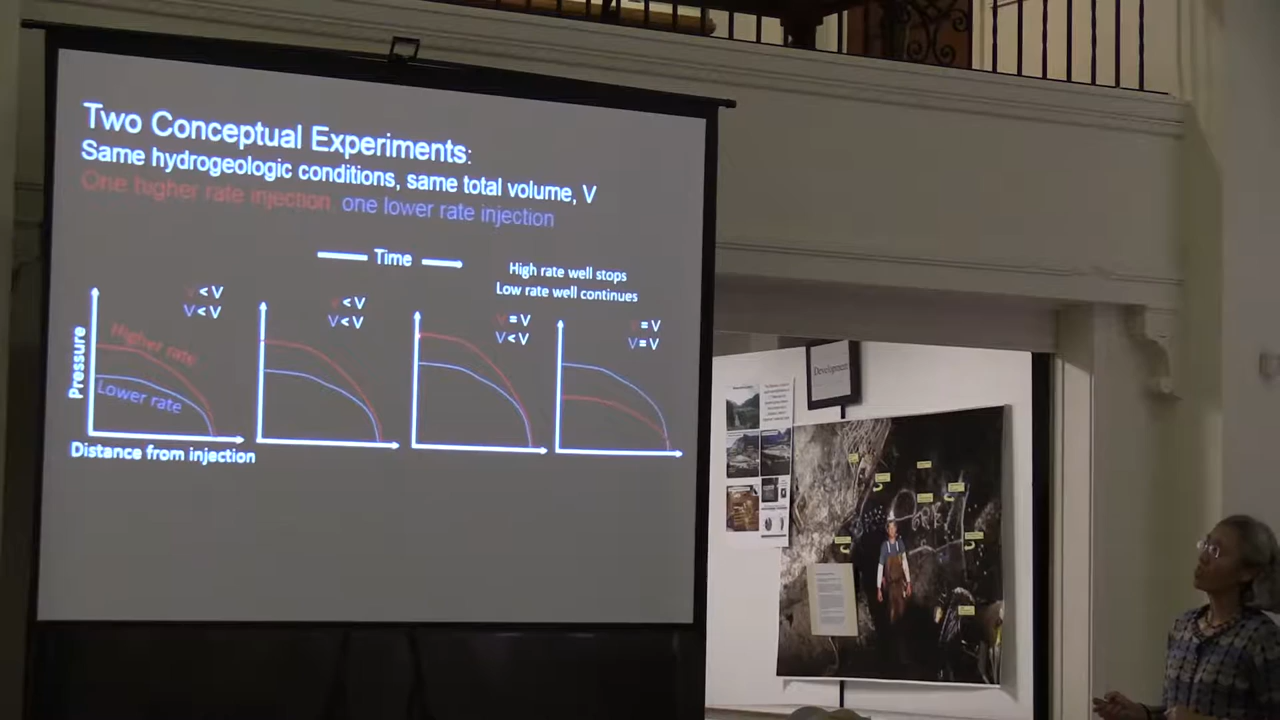 Two Conceptual Experiments:
Same hydrogeologic conditions, same total volume, V
One higher rate injection, one lower rate injection
Time
High rate well stops
Low rate well continues
V < V
V < V
V < V
V < V
V = V
V < V
V = V
V = V
Pressure
Higher rate
Lower rate
Distance from injection
Development